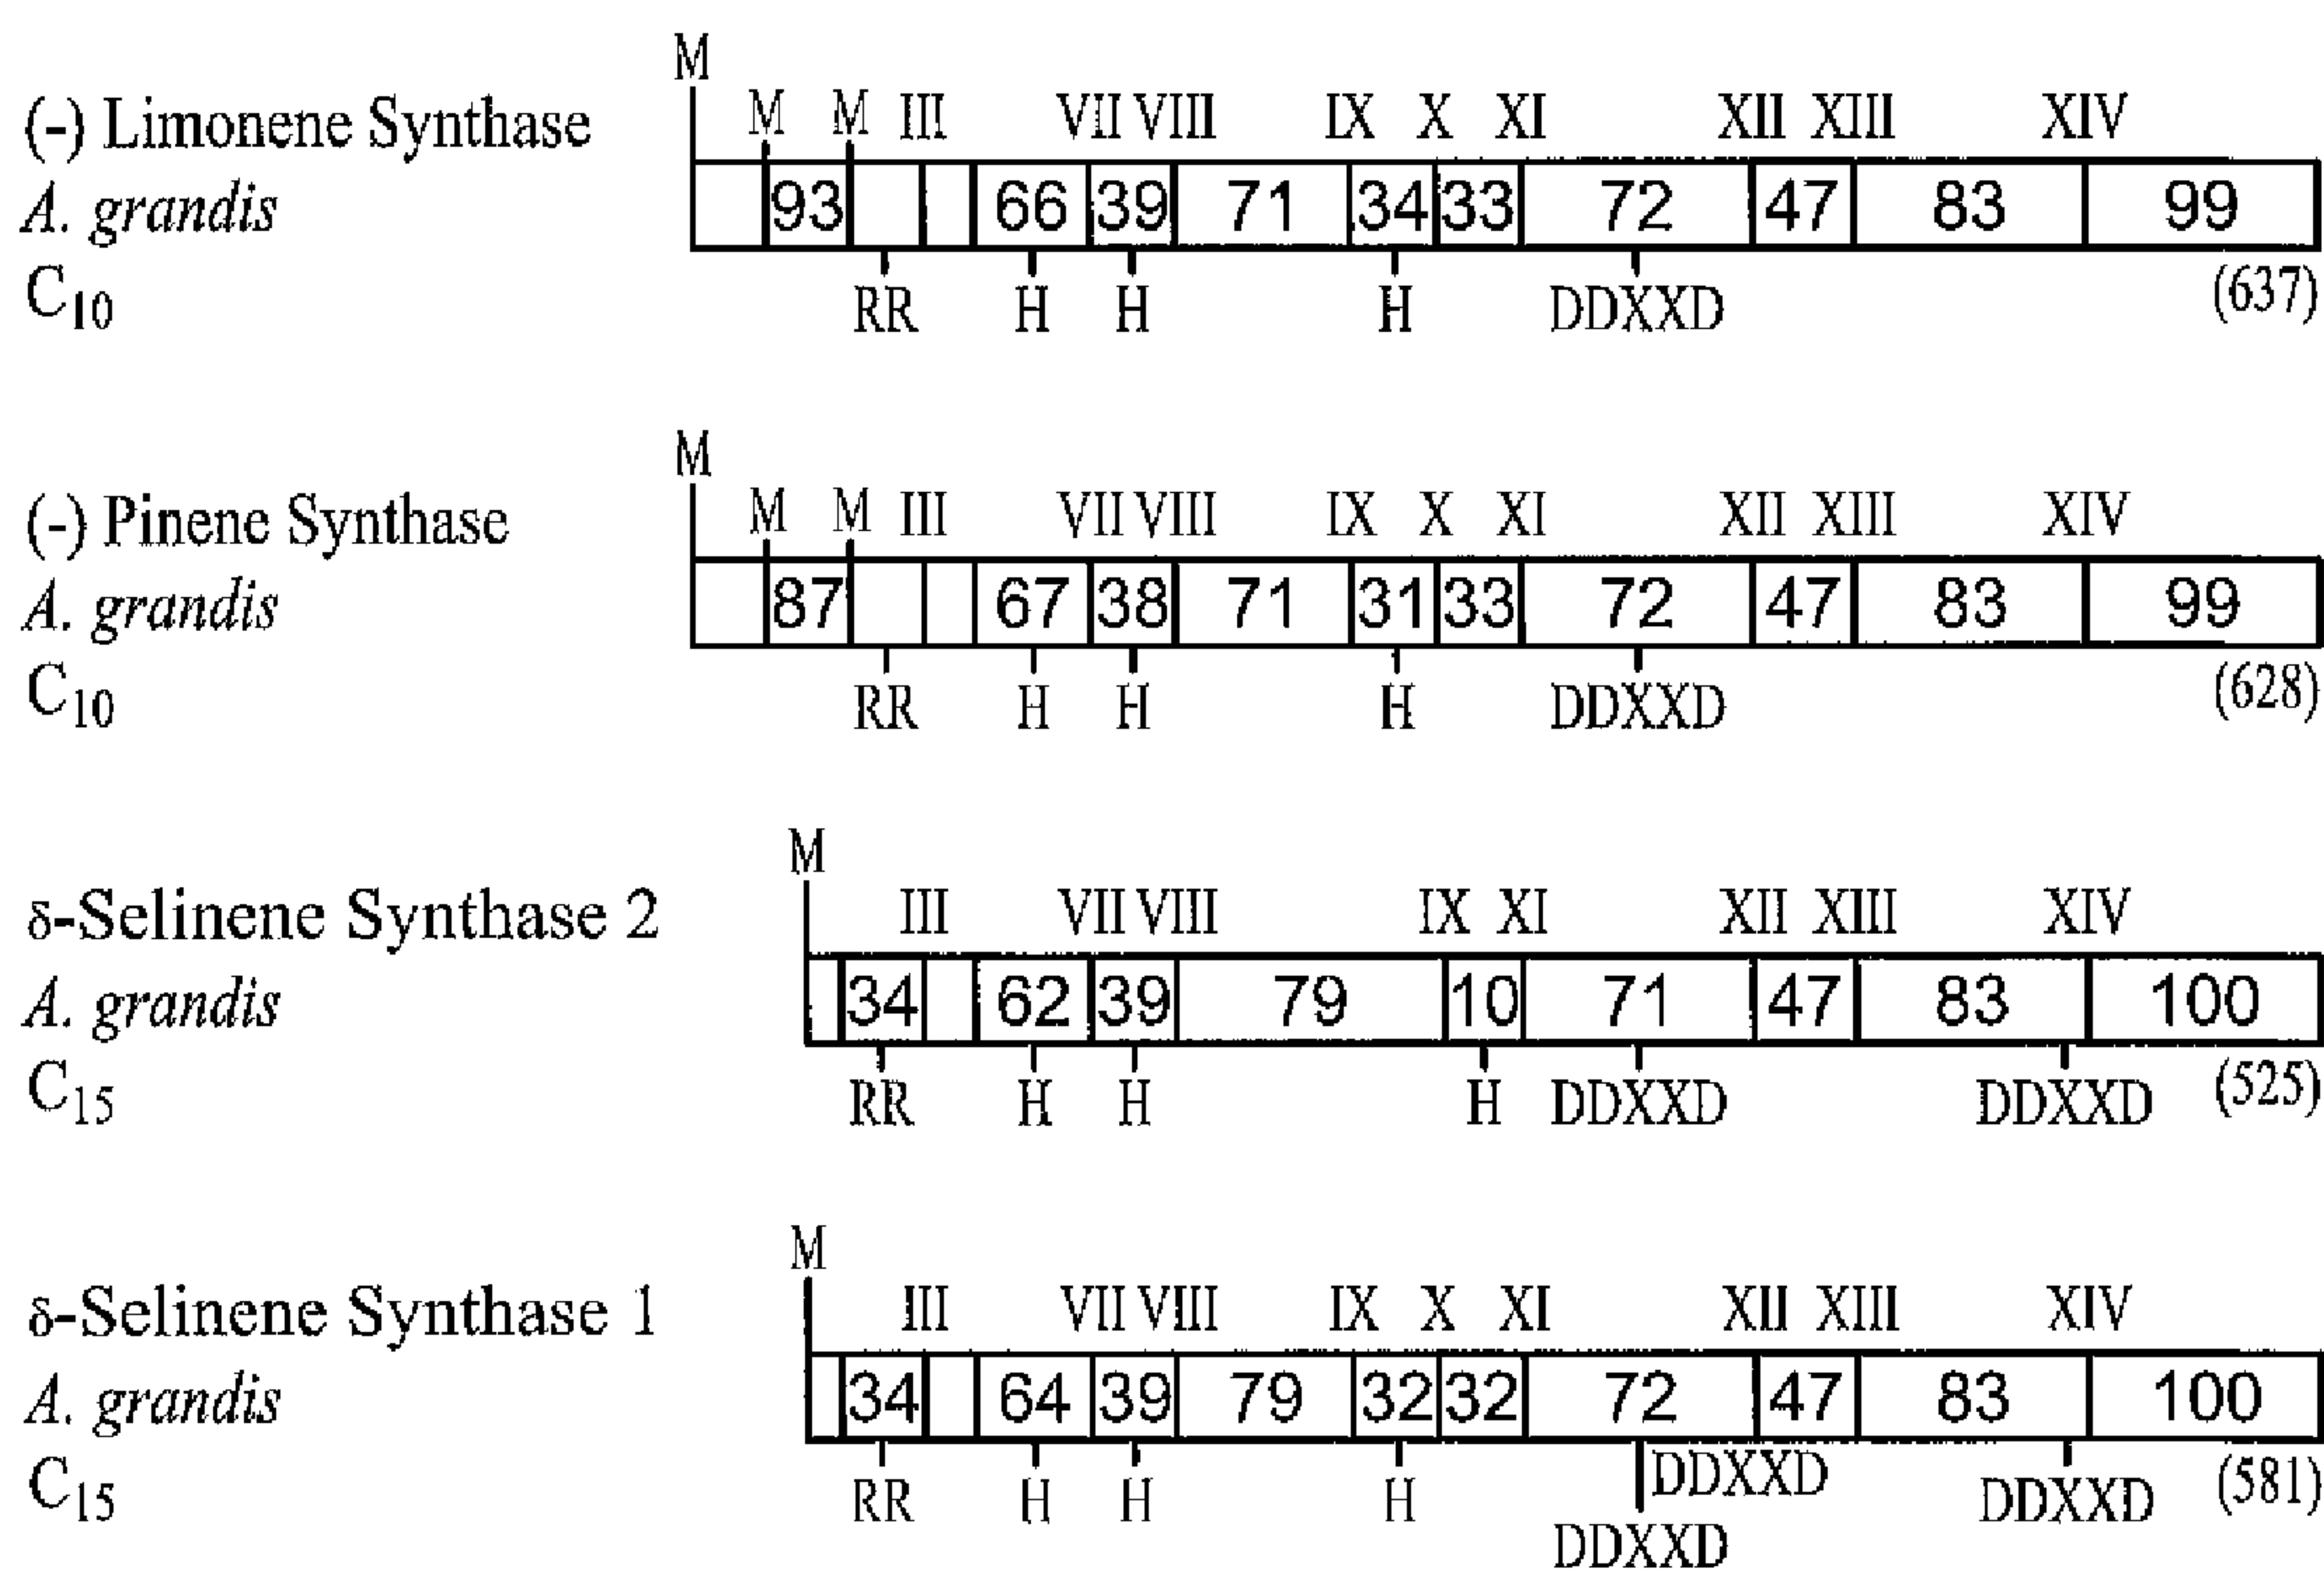 M
(-) Limonene Synthase M M III VII VIII IX X XI XII XIII XIV
A. grandis 93 66 39 71 34 33 72 47 83 99
C10 RR H H H DDXXD (637)
M
(-) Pinene Synthase M M III VII VIII IX X XI XII XIII XIV
A. grandis 87 67 38 71 31 33 72 47 83 99
C10 RR H H H DDXXD (628)
M
δ-Selinene Synthase 2 III VII VIII IX XI XII XIII XIV
A. grandis 34 62 39 79 10 71 47 83 100
C15 RR H H H DDXXD DDXXD (525)
M
δ-Selinene Synthase 1 III VII VIII IX X XI XII XIII XIV
A. grandis 34 64 39 79 32 32 72 47 83 100
C15 RR H H H DDXXD DDXXD (581)
DDXXD